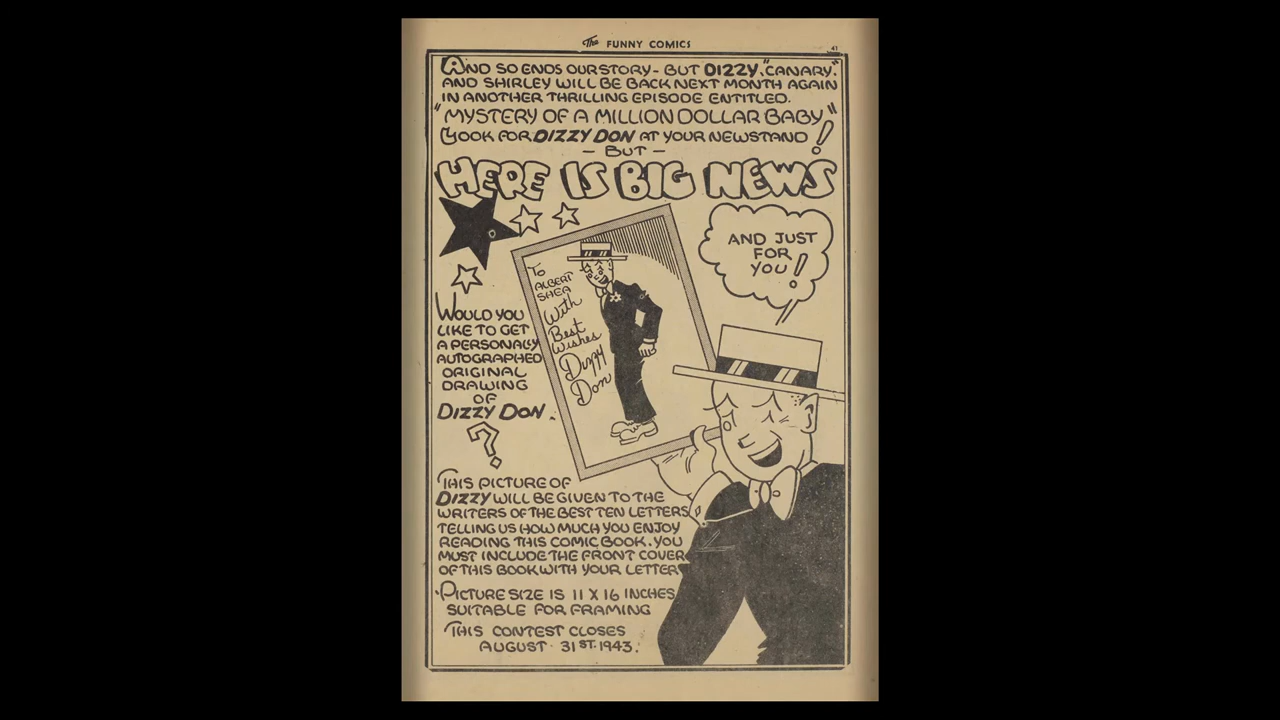 The FUNNY COMICS
41
AND SO ENDS OUR STORY - BUT DIZZY, "CANARY"
AND SHIRLEY WILL BE BACK NEXT MONTH AGAIN
IN ANOTHER THRILLING EPISODE ENTITLED.
"MYSTERY OF A MILLION DOLLAR BABY"
LOOK FOR DIZZY DON AT YOUR NEWSTAND!
- BUT -
HERE IS BIG NEWS
AND JUST
FOR
YOU!
To
ALBERT
SHEA
With
Best
Wishes
Dizzy
Don
WOULD YOU
LIKE TO GET
A PERSONALLY
AUTOGRAPHED
ORIGINAL
DRAWING
OF
DIZZY DON.
?
THIS PICTURE OF
DIZZY WILL BE GIVEN TO THE
WRITERS OF THE BEST TEN LETTERS
TELLING US HOW MUCH YOU ENJOY
READING THIS COMIC BOOK. YOU
MUST INCLUDE THE FRONT COVER
OF THIS BOOK WITH YOUR LETTER
PICTURE SIZE IS 11 X 16 INCHES
SUITABLE FOR FRAMING
THIS CONTEST CLOSES
AUGUST 31ST. 1943.